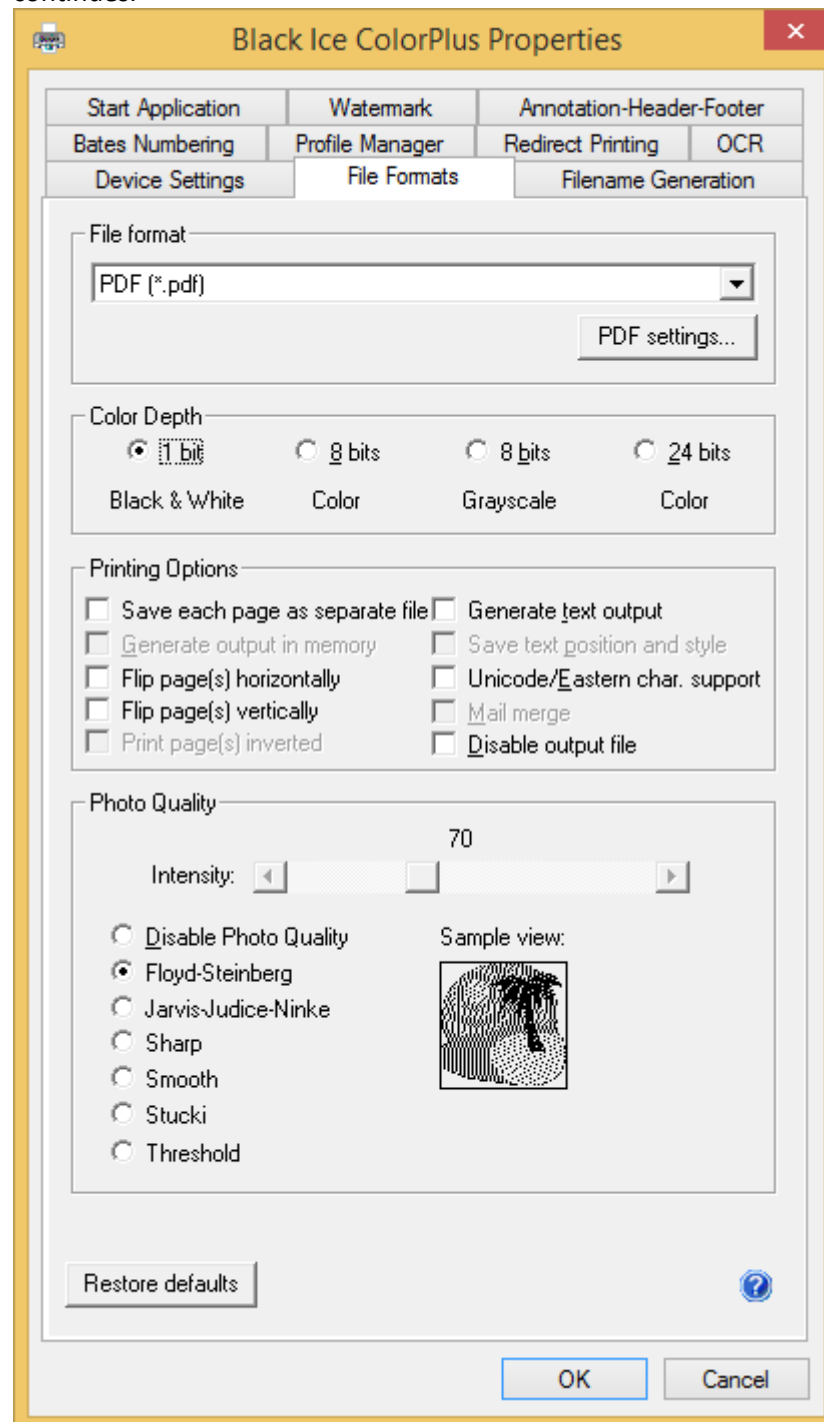 Black Ice ColorPlus Properties
Start Application Watermark Annotation-Header-Footer
Bates Numbering Profile Manager Redirect Printing OCR
Device Settings File Formats Filename Generation
File format
PDF (*.pdf)
PDF settings...
Color Depth
1 bit 8 bits 8 bits 24 bits
Black & White Color Grayscale Color
Printing Options
Save each page as separate file Generate text output
Generate output in memory Save text position and style
Flip page(s) horizontally Unicode/Eastern char. support
Flip page(s) vertically Mail merge
Print page(s) inverted Disable output file
Photo Quality
70
Intensity:
Disable Photo Quality Sample view:
Floyd-Steinberg
Jarvis-Judice-Ninke
Sharp
Smooth
Stucki
Threshold
Restore defaults
OK Cancel